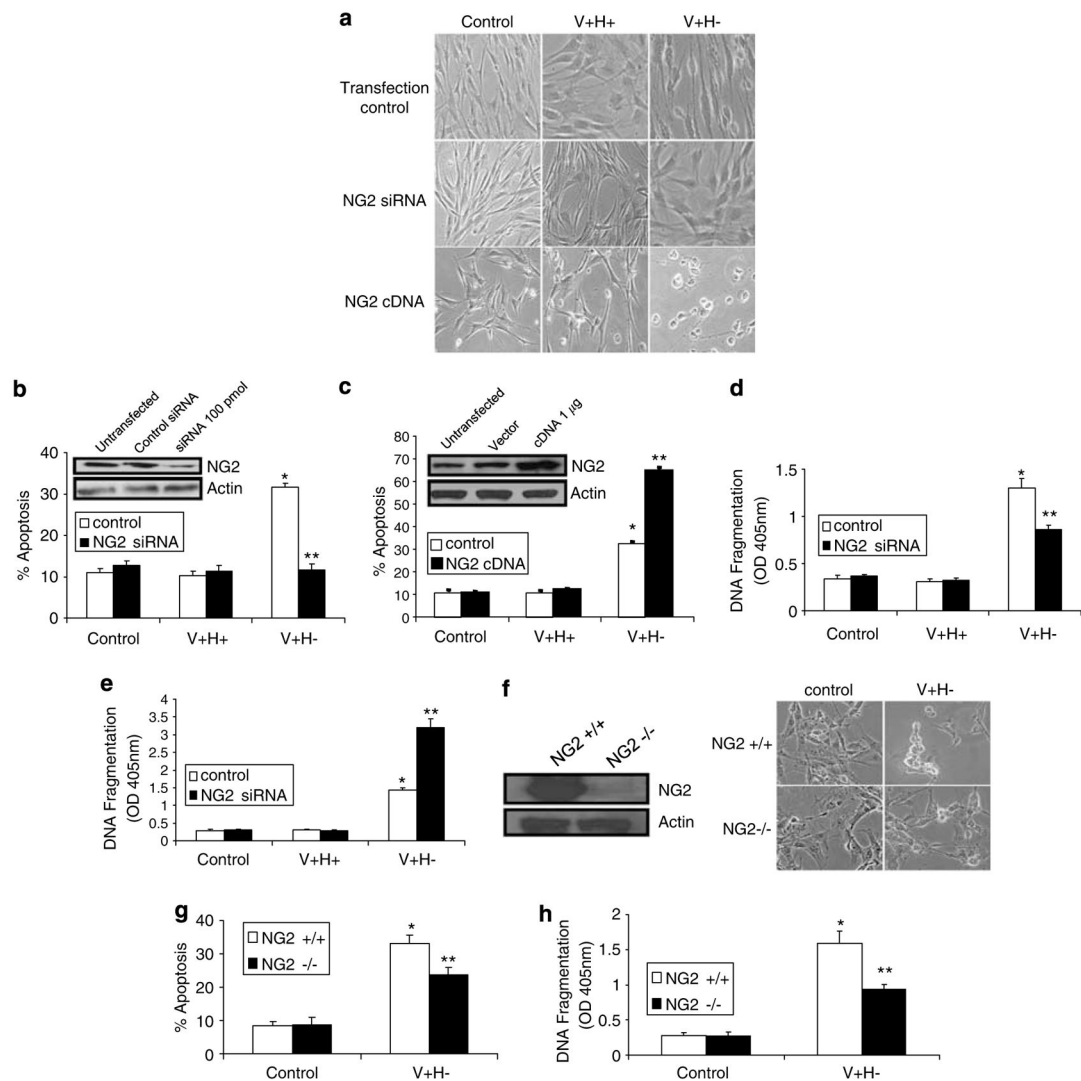 a
Control V+H+ V+H-
Transfection control
NG2 siRNA
NG2 cDNA
b
Untransfected
Control siRNA
siRNA 100 pmol
NG2
Actin
% Apoptosis
40
30
20
10
0
control
NG2 siRNA
*
**
Control V+H+ V+H-
c
Untransfected
Vector
cDNA 1 µg
NG2
Actin
% Apoptosis
80
70
60
50
40
30
20
10
0
control
NG2 cDNA
*
**
Control V+H+ V+H-
d
DNA Fragmentation
(OD 405nm)
1.5
1
0.5
0
control
NG2 siRNA
*
**
Control V+H+ V+H-
e
DNA Fragmentation
(OD 405nm)
4
3.5
3
2.5
2
1.5
1
0.5
0
control
NG2 siRNA
*
**
Control V+H+ V+H-
f
NG2 +/+
NG2 -/-
NG2
Actin
control V+H-
NG2 +/+
NG2-/-
g
% Apoptosis
40
30
20
10
0
NG2 +/+
NG2 -/-
*
**
Control V+H-
h
DNA Fragmentation
(OD 405nm)
2
1.5
1
0.5
0
NG2 +/+
NG2 -/-
*
**
Control V+H-